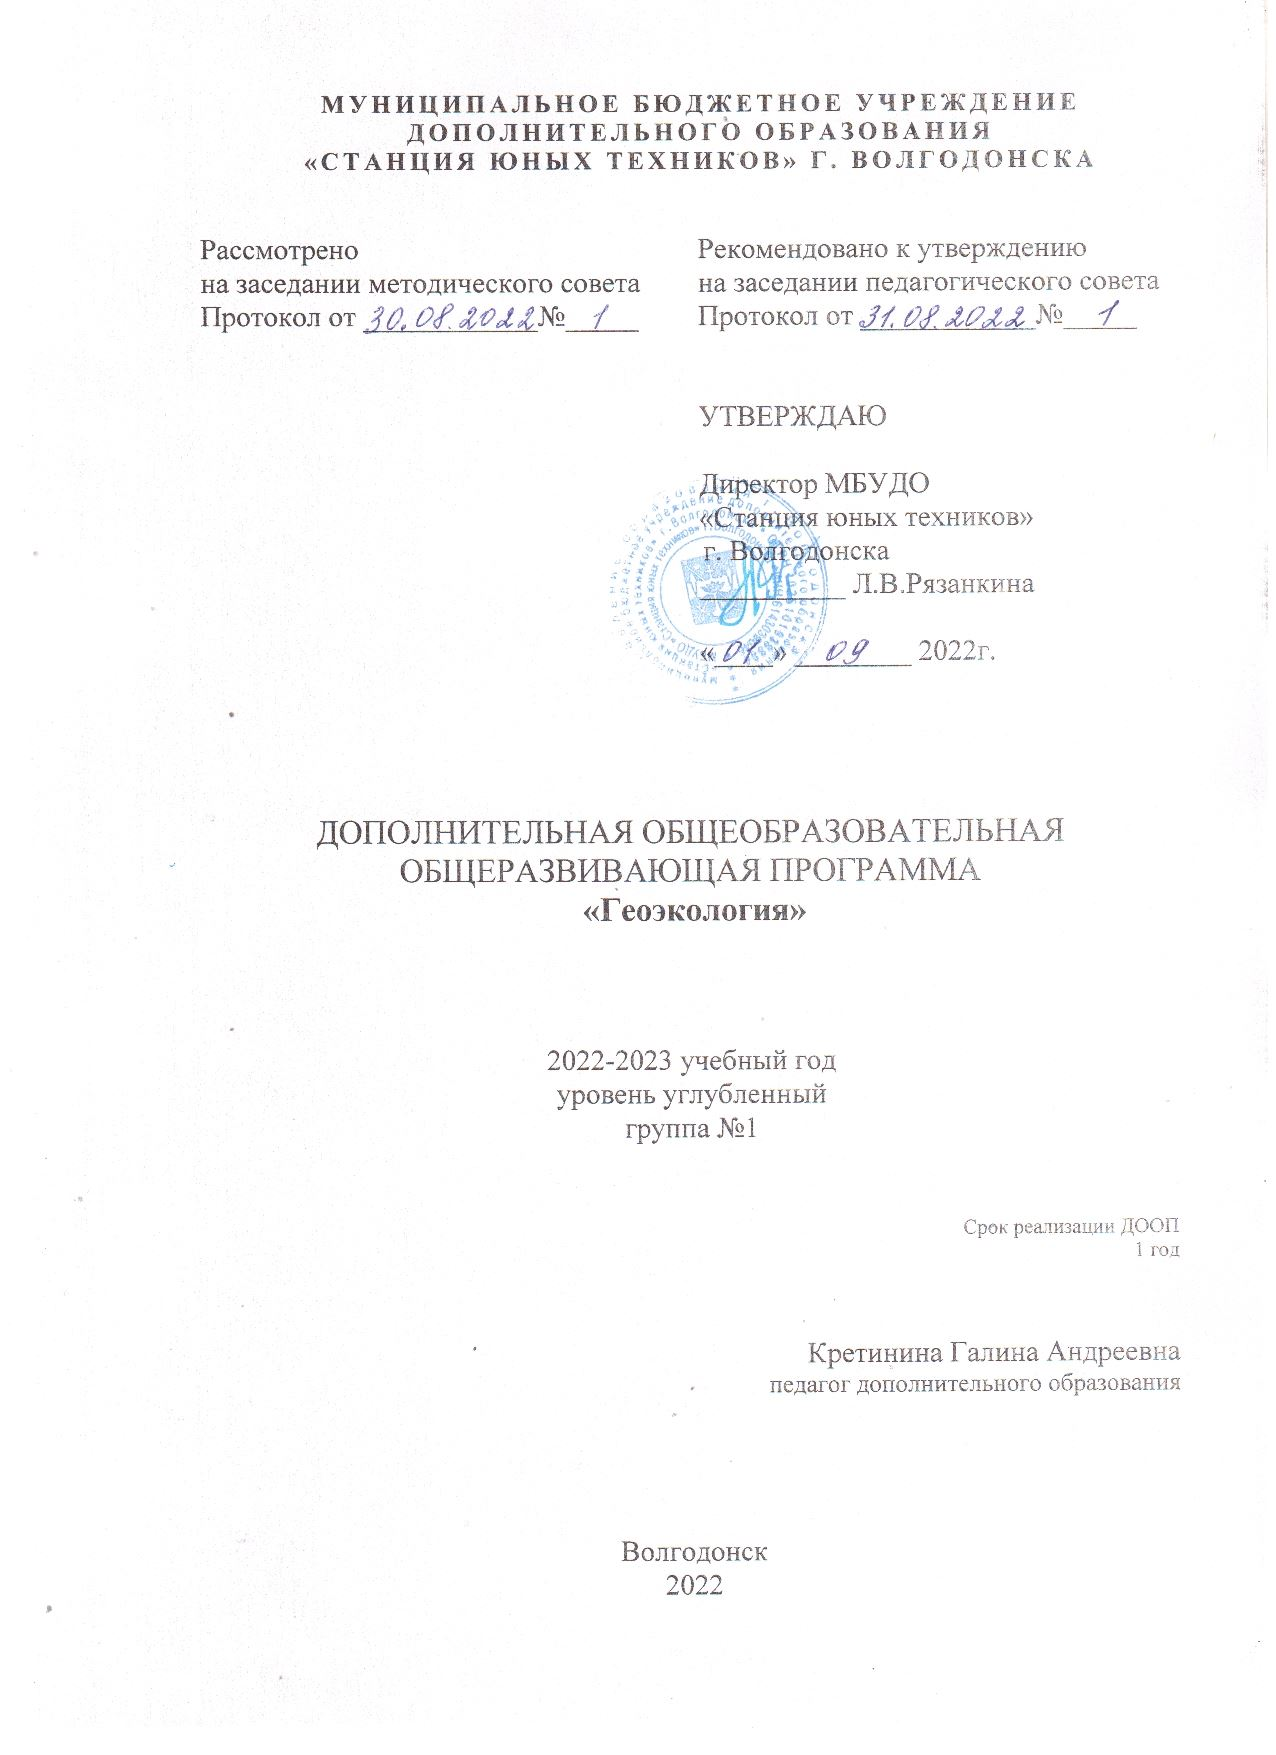 МУНИЦИПАЛЬНОЕ БЮДЖЕТНОЕ УЧРЕЖДЕНИЕ
ДОПОЛНИТЕЛЬНОГО ОБРАЗОВАНИЯ
«СТАНЦИЯ ЮНЫХ ТЕХНИКОВ» Г. ВОЛГОДОНСКА
Рассмотрено
на заседании методического совета
Протокол от 30.08.2022 № 1
Рекомендовано к утверждению
на заседании педагогического совета
Протокол от 31.08.2022 № 1
УТВЕРЖДАЮ
Директор МБУДО
«Станция юных техников»
г. Волгодонска
____________ Л.В.Рязанкина
«01» 09 2022г.
ДОПОЛНИТЕЛЬНАЯ ОБЩЕОБРАЗОВАТЕЛЬНАЯ
ОБЩЕРАЗВИВАЮЩАЯ ПРОГРАММА
«Геоэкология»
2022-2023 учебный год
уровень углубленный
группа №1
Срок реализации ДООП
1 год
Кретинина Галина Андреевна
педагог дополнительного образования
Волгодонск
2022